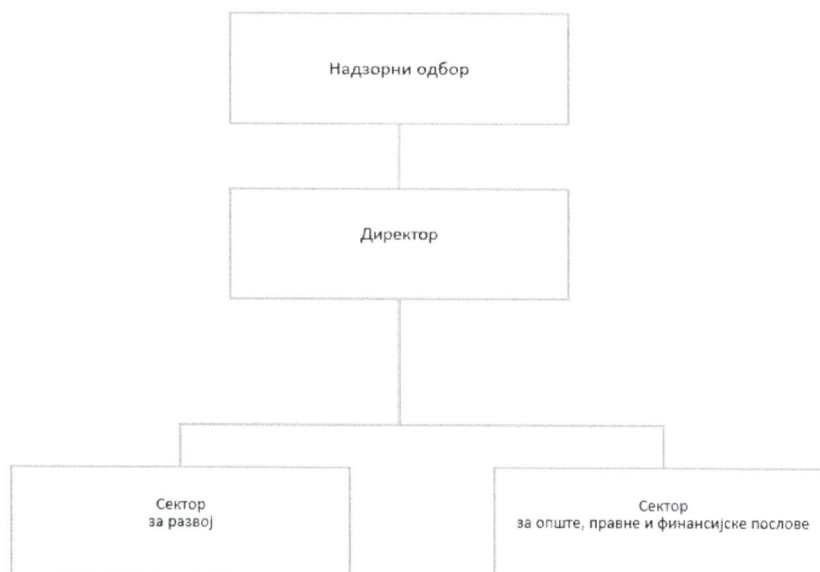 Надзорни одбор
Директор
Сектор
за развој
Сектор
за опште, правне и финансијске послове